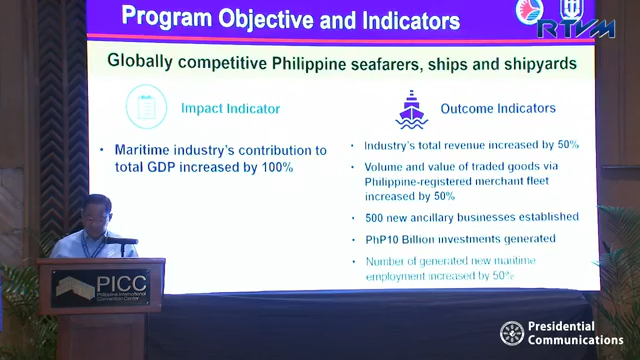 Program Objective and Indicators
RTVM
Globally competitive Philippine seafarers, ships and shipyards
Impact Indicator
• Maritime industry's contribution to
total GDP increased by 100%
Outcome Indicators
• Industry's total revenue increased by 50%
• Volume and value of traded goods via
Philippine-registered merchant fleet
increased by 50%
• 500 new ancillary businesses established
• PhP10 Billion investments generated
• Number of generated new maritime
employment increased by 50%
PICC
Philippine International
Convention Center
Presidential
Communications